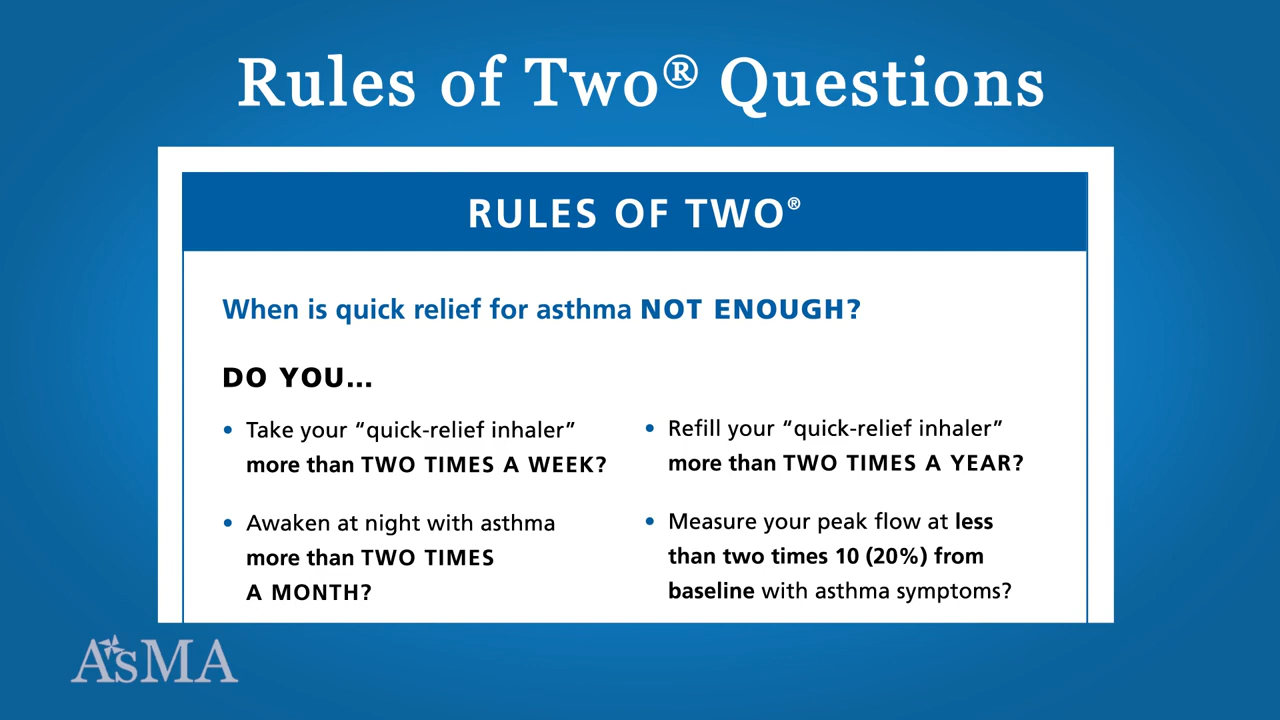 Rules of Two® Questions
RULES OF TWO®
When is quick relief for asthma NOT ENOUGH?
DO YOU...
• Take your “quick-relief inhaler”
more than TWO TIMES A WEEK?
• Awaken at night with asthma
more than TWO TIMES
A MONTH?
• Refill your “quick-relief inhaler”
more than TWO TIMES A YEAR?
• Measure your peak flow at less
than two times 10 (20%) from
baseline with asthma symptoms?
AsMA